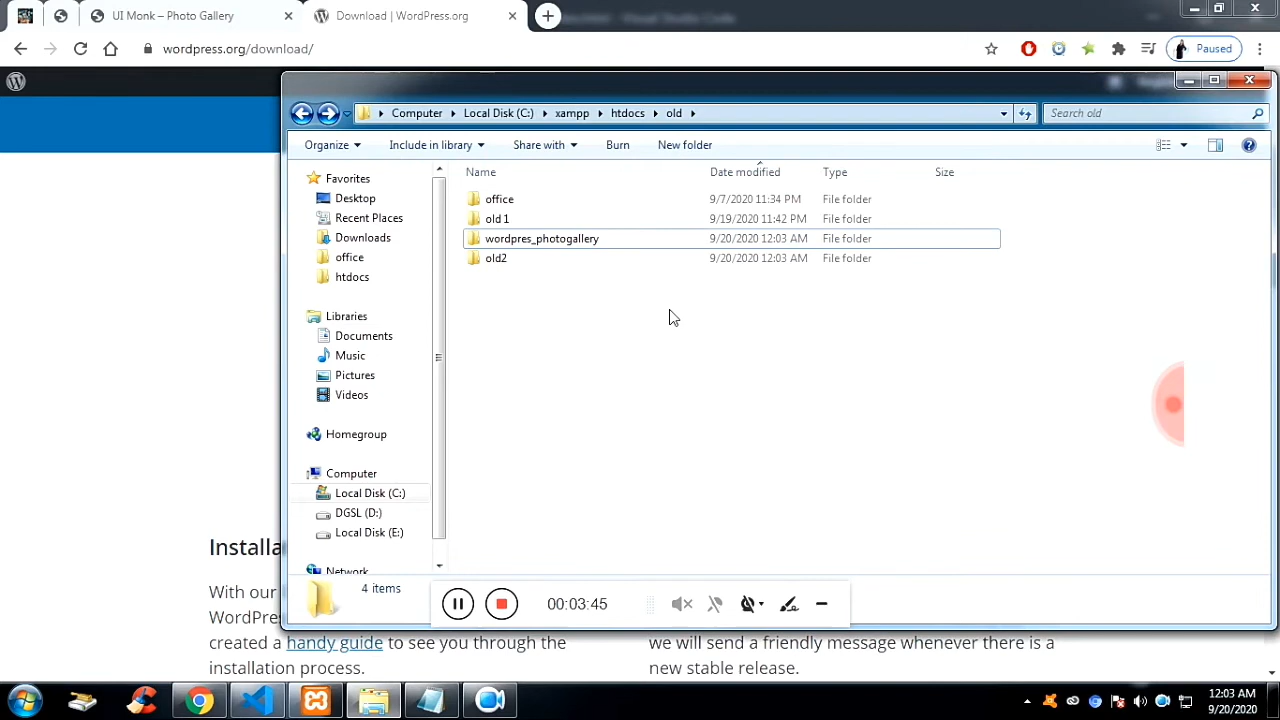 UI Monk – Photo Gallery
Download | WordPress.org
wordpress.org/download/
Paused
Computer
Local Disk (C:)
xampp
htdocs
old
Search old
Organize
Include in library
Share with
Burn
New folder
Name
Date modified
Type
Size
Favorites
Desktop
Recent Places
Downloads
office
htdocs
Libraries
Documents
Music
Pictures
Videos
Homegroup
Computer
Local Disk (C:)
DGSL (D:)
Local Disk (E:)
Network
office 9/7/2020 11:34 PM File folder
old 1 9/19/2020 11:42 PM File folder
wordpres_photogallery 9/20/2020 12:03 AM File folder
old2 9/20/2020 12:03 AM File folder
4 items
00:03:45
Installa
With our
WordPre
created a handy guide to see you through the
installation process.
we will send a friendly message whenever there is a
new stable release.
12:03 AM
9/20/2020